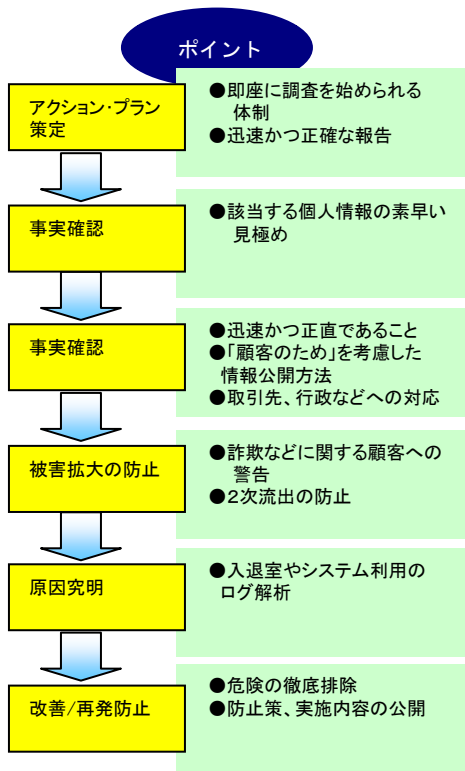 ポイント
アクション・プラン
策定
●即座に調査を始められる
体制
●迅速かつ正確な報告
事実確認
●該当する個人情報の素早い
見極め
事実確認
●迅速かつ正直であること
●「顧客のため」を考慮した
情報公開方法
●取引先、行政などへの対応
被害拡大の防止
●詐欺などに関する顧客への
警告
●2次流出の防止
原因究明
●入退室やシステム利用の
ログ解析
改善/再発防止
●危険の徹底排除
●防止策、実施内容の公開